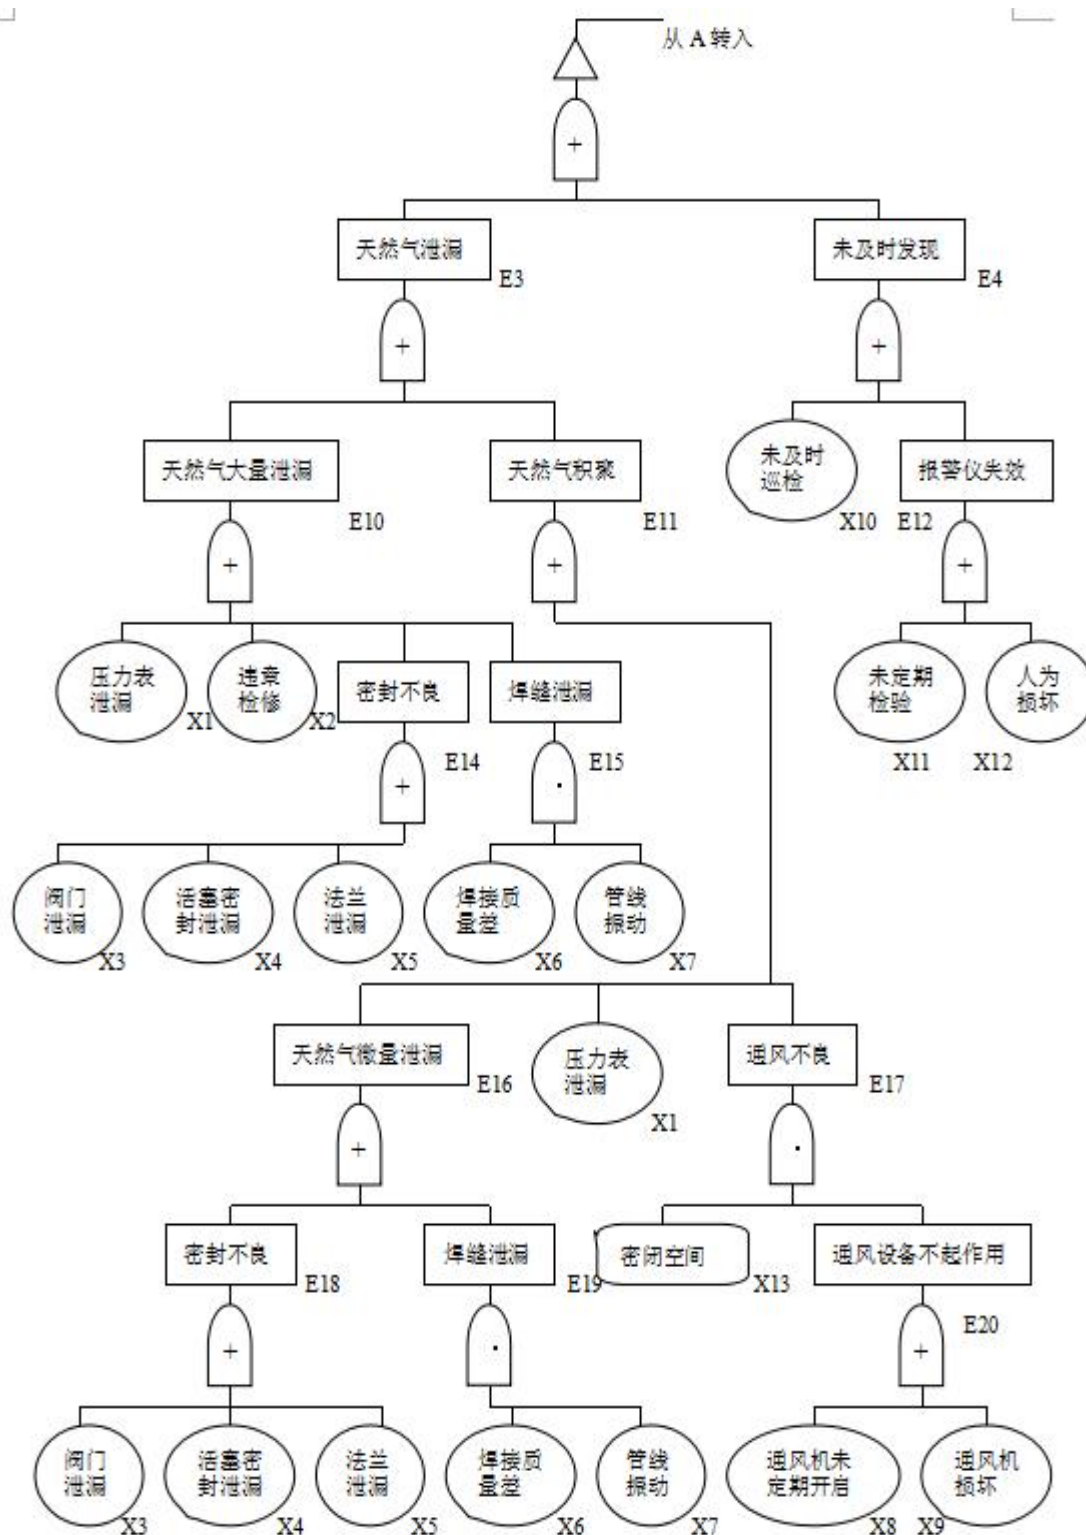 从 A 转入
+
天然气泄漏
E3
未及时发现
E4
+
+
天然气大量泄漏
E10
天然气积聚
E11
未及时
巡检
X10
报警仪失效
E12
+
+
+
压力表
泄漏
X1
违章
检修
X2
密封不良
E14
焊缝泄漏
E15
未定期
检验
X11
人为
损坏
X12
+
·
阀门
泄漏
X3
活塞密
封泄漏
X4
法兰
泄漏
X5
焊接质
量差
X6
管线
振动
X7
天然气微量泄漏
E16
压力表
泄漏
X1
通风不良
E17
+
·
密封不良
E18
焊缝泄漏
E19
密闭空间
X13
通风设备不起作用
E20
+
·
+
阀门
泄漏
X3
活塞密
封泄漏
X4
法兰
泄漏
X5
焊接质
量差
X6
管线
振动
X7
通风机未
定期开启
X8
通风机
损坏
X9